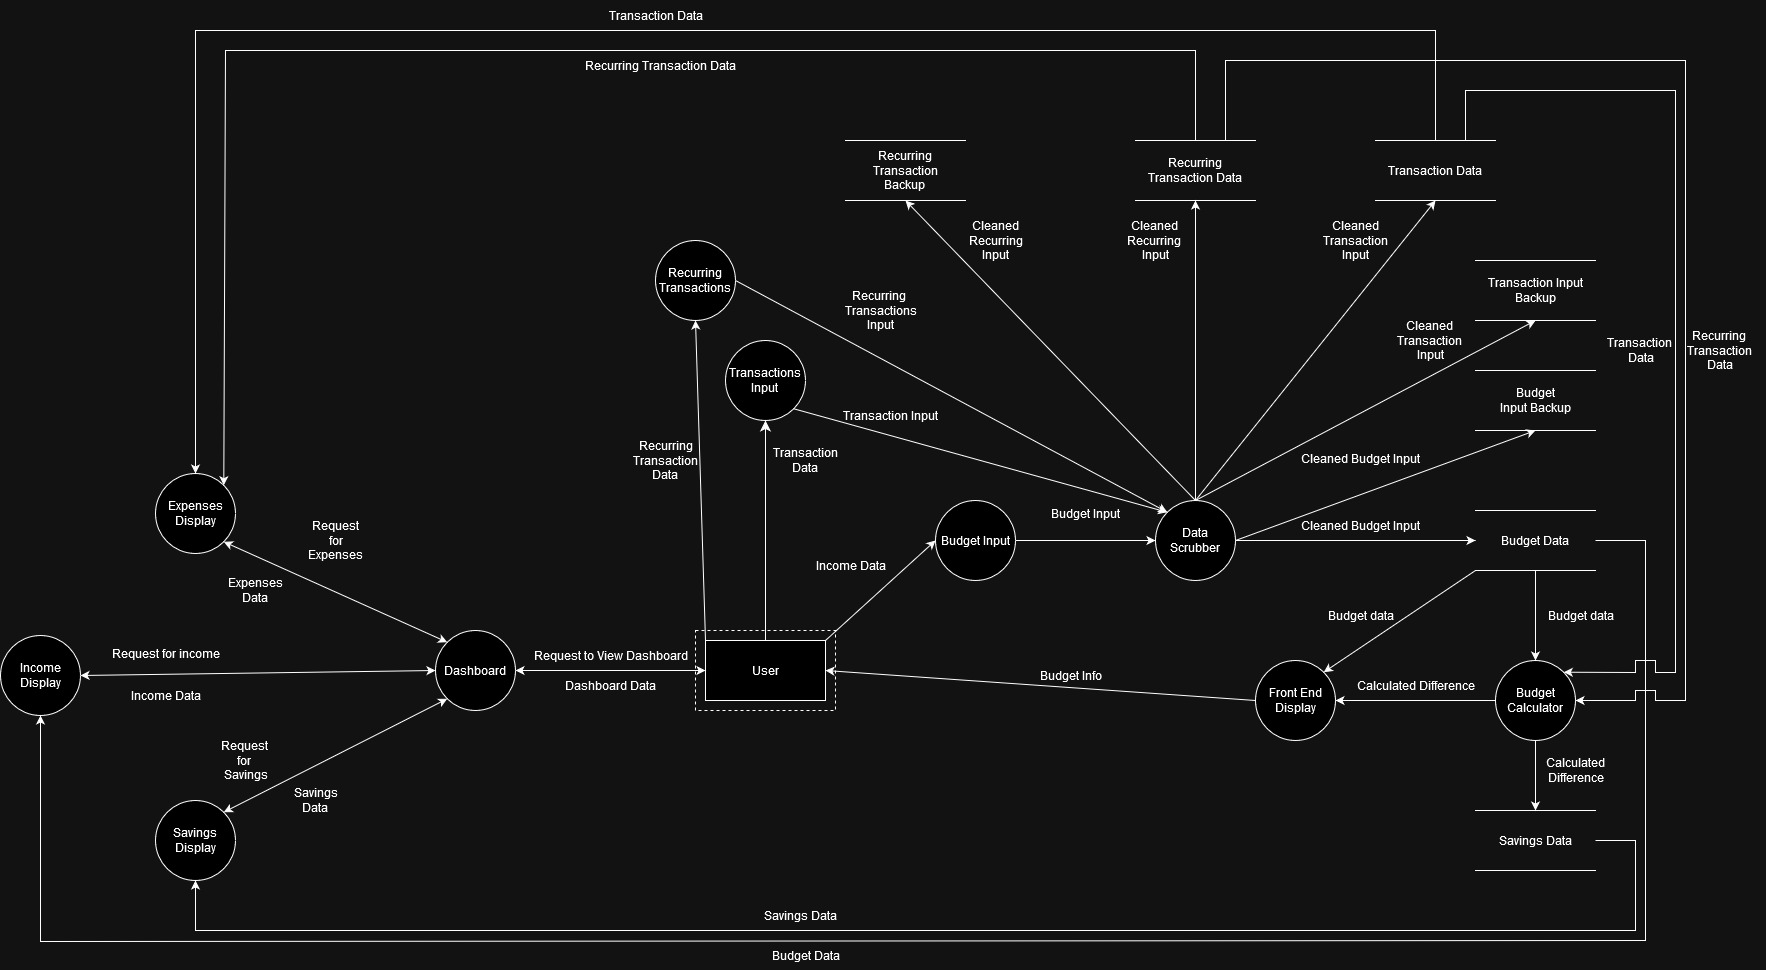 Transaction Data
Recurring Transaction Data
Recurring
Transaction
Backup
Recurring
Transaction Data
Transaction Data
Cleaned
Recurring
Input
Cleaned
Recurring
Input
Cleaned
Transaction
Input
Recurring
Transactions
Transaction Input
Backup
Recurring
Transactions
Input
Cleaned
Transaction
Input
Transaction
Data
Recurring
Transaction
Data
Transactions
Input
Budget
Input Backup
Transaction Input
Recurring
Transaction
Data
Transaction
Data
Cleaned Budget Input
Expenses
Display
Request
for
Expenses
Budget Input
Budget Input
Data
Scrubber
Cleaned Budget Input
Budget Data
Income Data
Expenses
Data
Budget data
Budget data
Income
Display
Request for income
Income Data
Dashboard
Request to View Dashboard
Dashboard Data
User
Budget Info
Front End
Display
Calculated Difference
Budget
Calculator
Request
for
Savings
Savings
Data
Calculated
Difference
Savings
Display
Savings Data
Savings Data
Budget Data